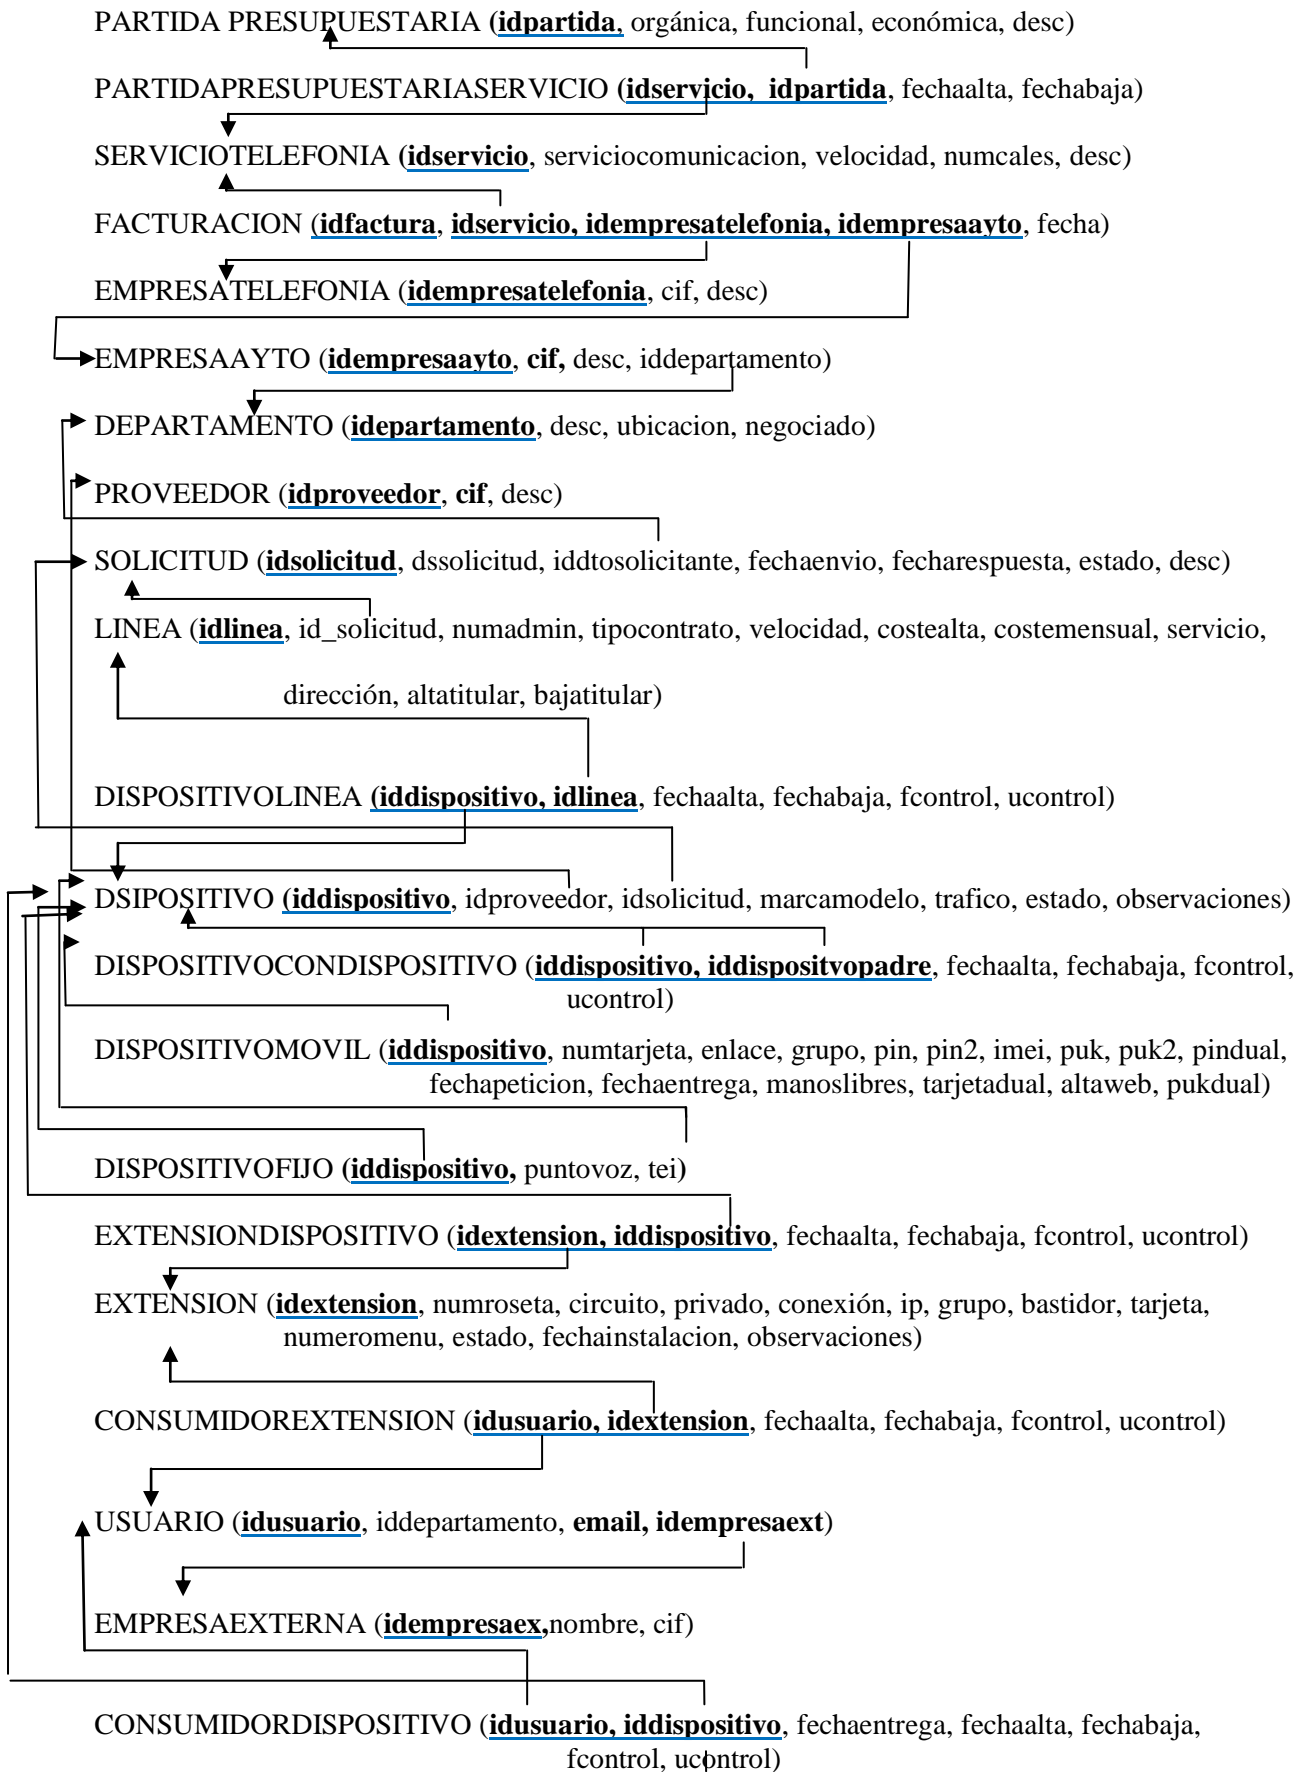 PARTIDA PRESUPUESTARIA (idpartida, orgánica, funcional, económica, desc)
PARTIDAPRESUPUESTARIASERVICIO (idservicio, idpartida, fechaalta, fechabaja)
SERVICIOTELEFONIA (idservicio, serviciocomunicacion, velocidad, numcales, desc)
FACTURACION (idfactura, idservicio, idempresatelefonia, idempresaayto, fecha)
EMPRESATELEFONIA (idempresatelefonia, cif, desc)
EMPRESAAYTO (idempresaayto, cif, desc, iddepartamento)
DEPARTAMENTO (idepartamento, desc, ubicacion, negociado)
PROVEEDOR (idproveedor, cif, desc)
SOLICITUD (idsolicitud, dssolicitud, iddtosolicitante, fechaenvio, fecharespuesta, estado, desc)
LINEA (idlinea, id_solicitud, numadmin, tipocontrato, velocidad, costealta, costemensual, servicio,
dirección, altatitular, bajatitular)
DISPOSITIVOLINEA (iddispositivo, idlinea, fechaalta, fechabaja, fcontrol, ucontrol)
DSIPOSITIVO (iddispositivo, idproveedor, idsolicitud, marcamodelo, trafico, estado, observaciones)
DISPOSITIVOCONDISPOSITIVO (iddispositivo, iddispositvopadre, fechaalta, fechabaja, fcontrol,
ucontrol)
DISPOSITIVOMOVIL (iddispositivo, numtarjeta, enlace, grupo, pin, pin2, imei, puk, puk2, pindual,
fechapeticion, fechaentrega, manoslibres, tarjetadual, altaweb, pukdual)
DISPOSITIVOFIJO (iddispositivo, puntovoz, tei)
EXTENSIONDISPOSITIVO (idextension, iddispositivo, fechaalta, fechabaja, fcontrol, ucontrol)
EXTENSION (idextension, numroseta, circuito, privado, conexión, ip, grupo, bastidor, tarjeta,
numeromenu, estado, fechainstalacion, observaciones)
CONSUMIDOREXTENSION (idusuario, idextension, fechaalta, fechabaja, fcontrol, ucontrol)
USUARIO (idusuario, iddepartamento, email, idempresaext)
EMPRESAEXTERNA (idempresaex,nombre, cif)
CONSUMIDORDISPOSITIVO (idusuario, iddispositivo, fechaentrega, fechaalta, fechabaja,
fcontrol, ucontrol)